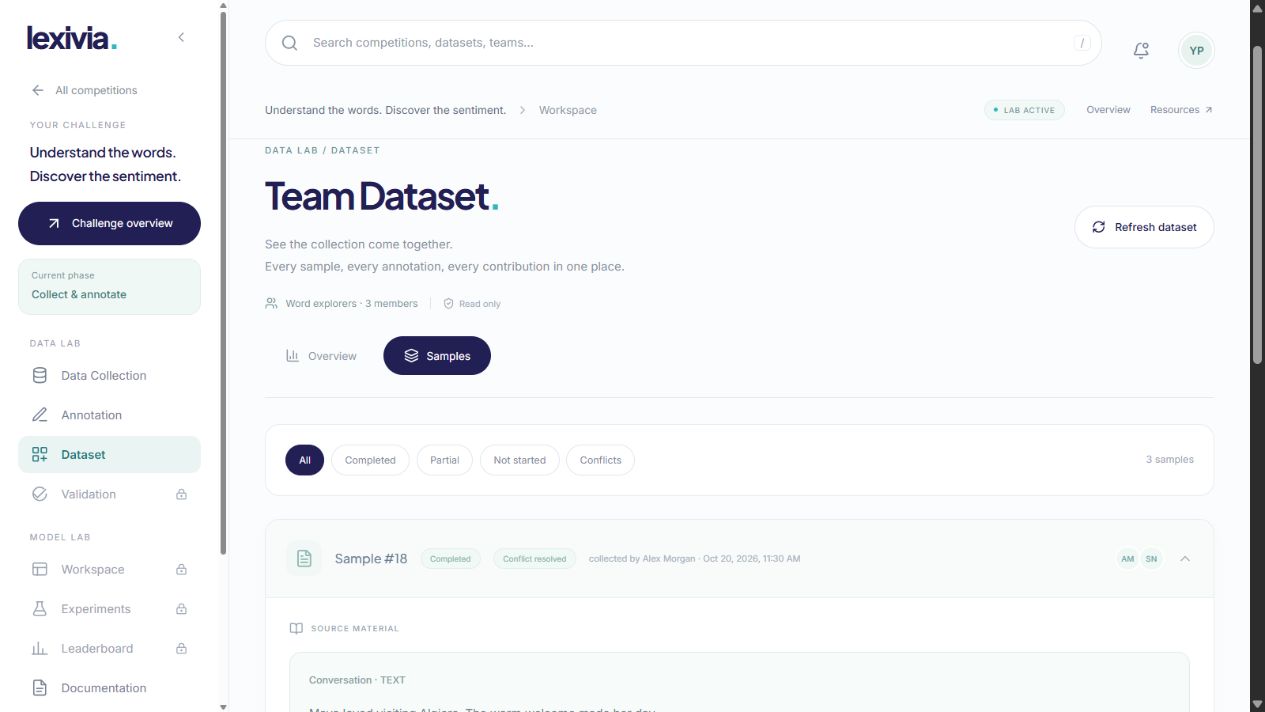 lexivia.
All competitions
YOUR CHALLENGE
Understand the words.
Discover the sentiment.
Challenge overview
Current phase
Collect & annotate
DATA LAB
Data Collection
Annotation
Dataset
Validation
MODEL LAB
Workspace
Experiments
Leaderboard
Documentation
Search competitions, datasets, teams...
/
YP
Understand the words. Discover the sentiment. > Workspace
LAB ACTIVE
Overview
Resources
DATA LAB / DATASET
Team Dataset.
See the collection come together.
Every sample, every annotation, every contribution in one place.
Refresh dataset
Word explorers · 3 members
Read only
Overview
Samples
All
Completed
Partial
Not started
Conflicts
3 samples
Sample #18
Completed
Conflict resolved
collected by Alex Morgan · Oct 20, 2026, 11:30 AM
AM
SN
SOURCE MATERIAL
Conversation · TEXT